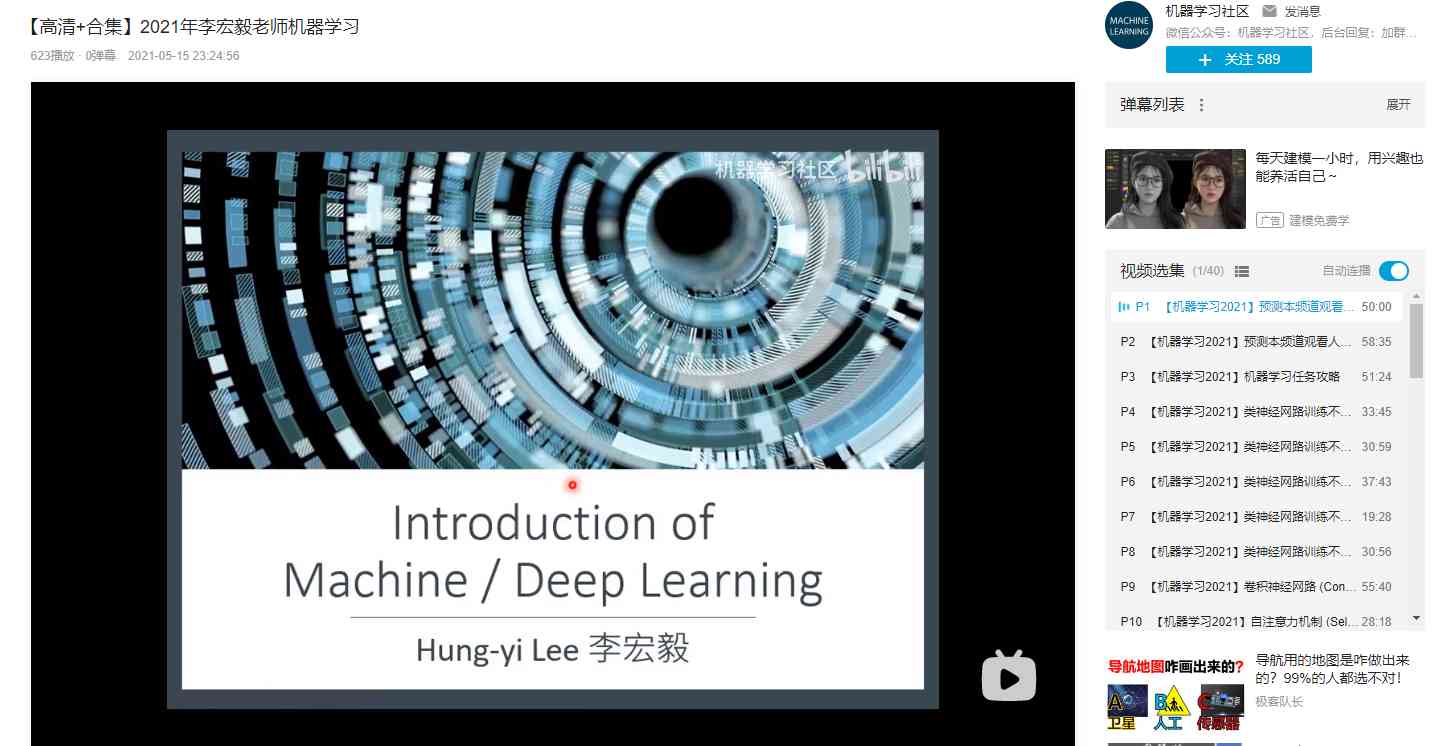 【高清+合集】2021年李宏毅老师机器学习
623播放 · 0弹幕 2021-05-15 23:24:56
机器学习社区 bilibili
Introduction of
Machine / Deep Learning
Hung-yi Lee 李宏毅
MACHINE
LEARNING
机器学习社区 发消息
微信公众号：机器学习社区，后台回复：加群...
+ 关注 589
弹幕列表 展开
每天建模一小时，用兴趣也
能养活自己～
广告 建模免费学
视频选集 (1/40) 自动连播
P1 【机器学习2021】预测本频道观看... 50:00
P2 【机器学习2021】预测本频道观看人... 58:35
P3 【机器学习2021】机器学习任务攻略 51:24
P4 【机器学习2021】类神经网路训练不... 33:45
P5 【机器学习2021】类神经网路训练不... 30:59
P6 【机器学习2021】类神经网路训练不... 37:43
P7 【机器学习2021】类神经网路训练不... 19:28
P8 【机器学习2021】类神经网路训练不... 30:56
P9 【机器学习2021】卷积神经网路 (Con... 55:40
P10 【机器学习2021】自注意力机制 (Sel... 28:18
导航地图咋画出来的?
A B C
卫星 人工 传感器
导航用的地图是咋做出来
的？99%的人都选不对！
极客队长